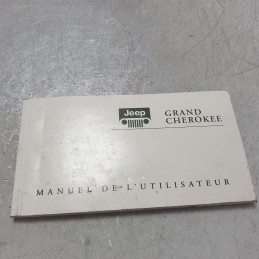 Jeep
GRAND
CHEROKEE
MANUEL DE L'UTILISATEUR